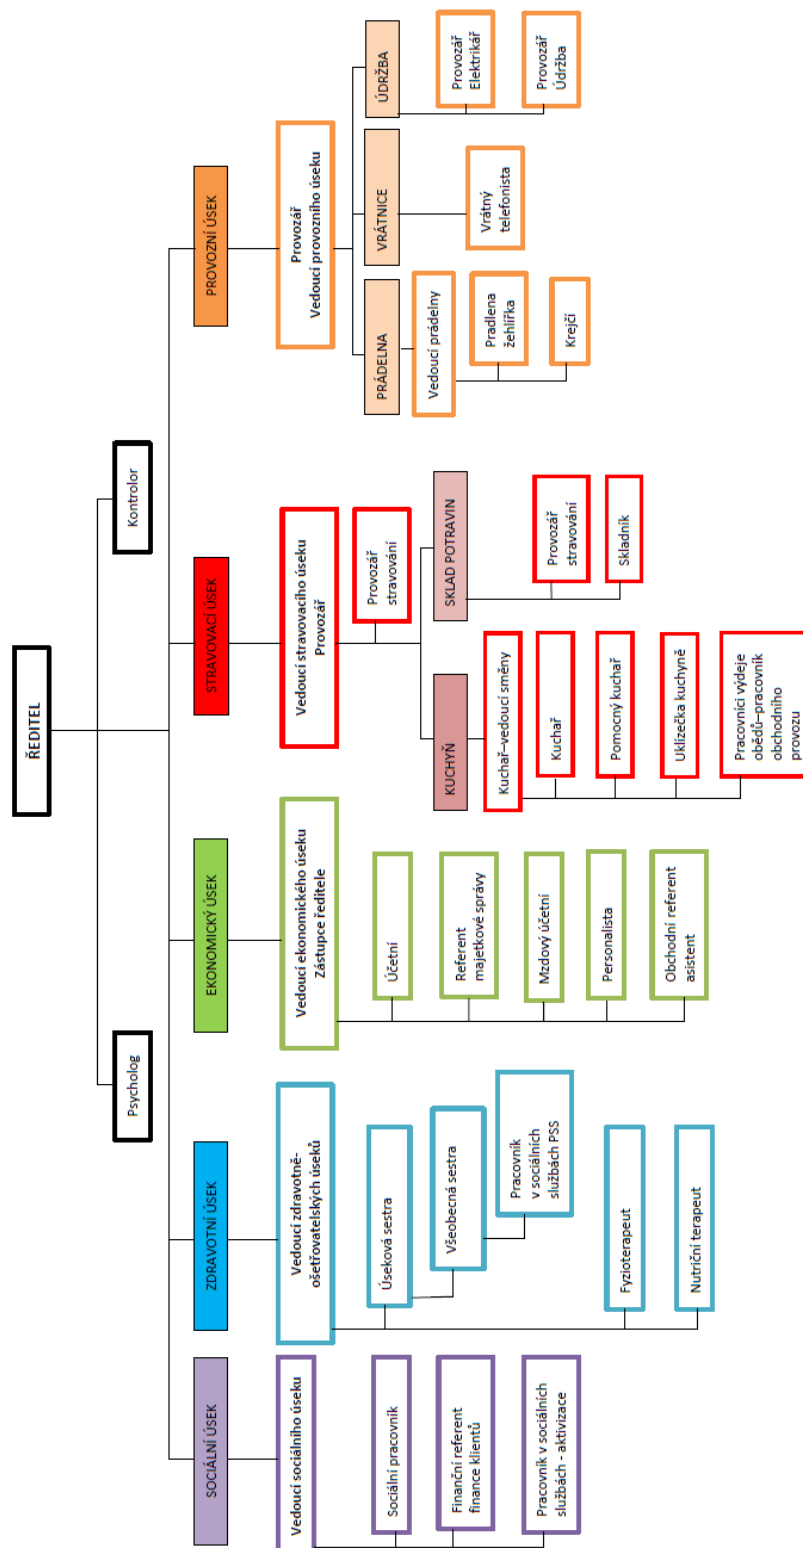 ŘEDITEL
Psycholog
Kontrolor
SOCIÁLNÍ ÚSEK
Vedoucí sociálního úseku
Sociální pracovník
Finanční referent
finance klientů
Pracovník v sociálních
službách - aktivizace
ZDRAVOTNÍ ÚSEK
Vedoucí zdravotně-
ošetřovatelských úseků
Úseková sestra
Všeobecná sestra
Pracovník
v sociálních
službách PSS
Fyzioterapeut
Nutriční terapeut
EKONOMICKÝ ÚSEK
Vedoucí ekonomického úseku
Zástupce ředitele
Účetní
Referent
majetkové správy
Mzdový účetní
Personalista
Obchodní referent
asistent
STRAVOVACÍ ÚSEK
Vedoucí stravovacího úseku
Provozář
Provozář
stravování
KUCHYŇ
Kuchař–vedoucí směny
Kuchař
Pomocný kuchař
Uklízečka kuchyně
Pracovníci výdeje
obědů–pracovník
obchodního
provozu
SKLAD POTRAVIN
Provozář
stravování
Skladník
PROVOZNÍ ÚSEK
Provozář
Vedoucí provozního úseku
PRÁDELNA
Vedoucí prádelny
Pradlena
žehlířka
Krejčí
VRÁTNICE
Vrátný
telefonista
ÚDRŽBA
Provozář
Elektrikář
Provozář
Údržba